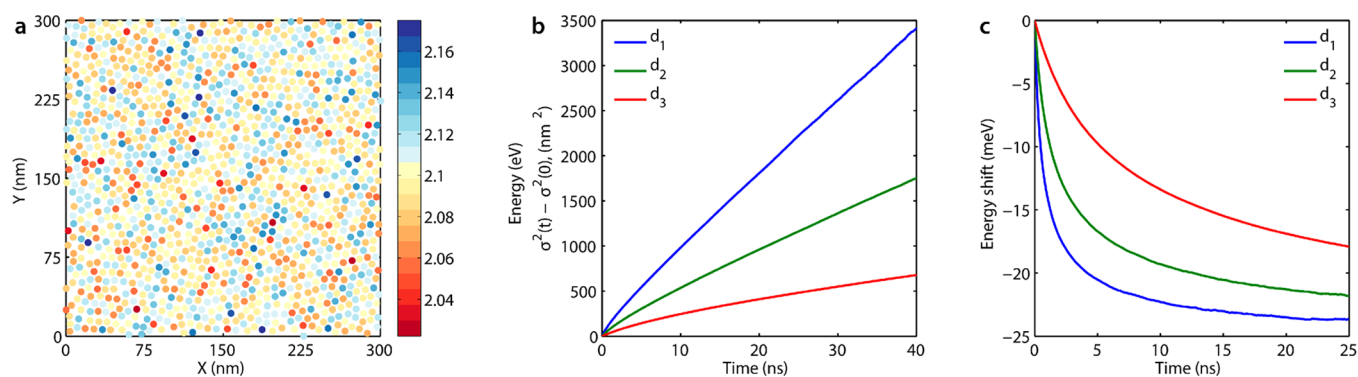 a
300
225
150
75
0
Y (nm)
0 75 150 225 300
X (nm)
2.16
2.14
2.12
2.1
2.08
2.06
2.04
Energy (eV)
b
3500
3000
2500
2000
1500
1000
500
0
σ²(t) − σ²(0), (nm²)
d₁
d₂
d₃
0 10 20 30 40
Time (ns)
c
0
−5
−10
−15
−20
−25
Energy shift (meV)
d₁
d₂
d₃
0 5 10 15 20 25
Time (ns)